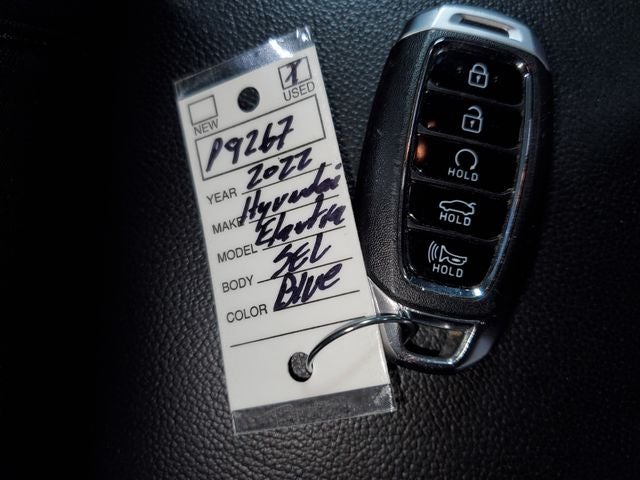 NEW
X USED
P9267
YEAR 2022
MAKE Hyundai
MODEL Elantra
BODY SEL
COLOR Blue
HOLD
HOLD
HOLD